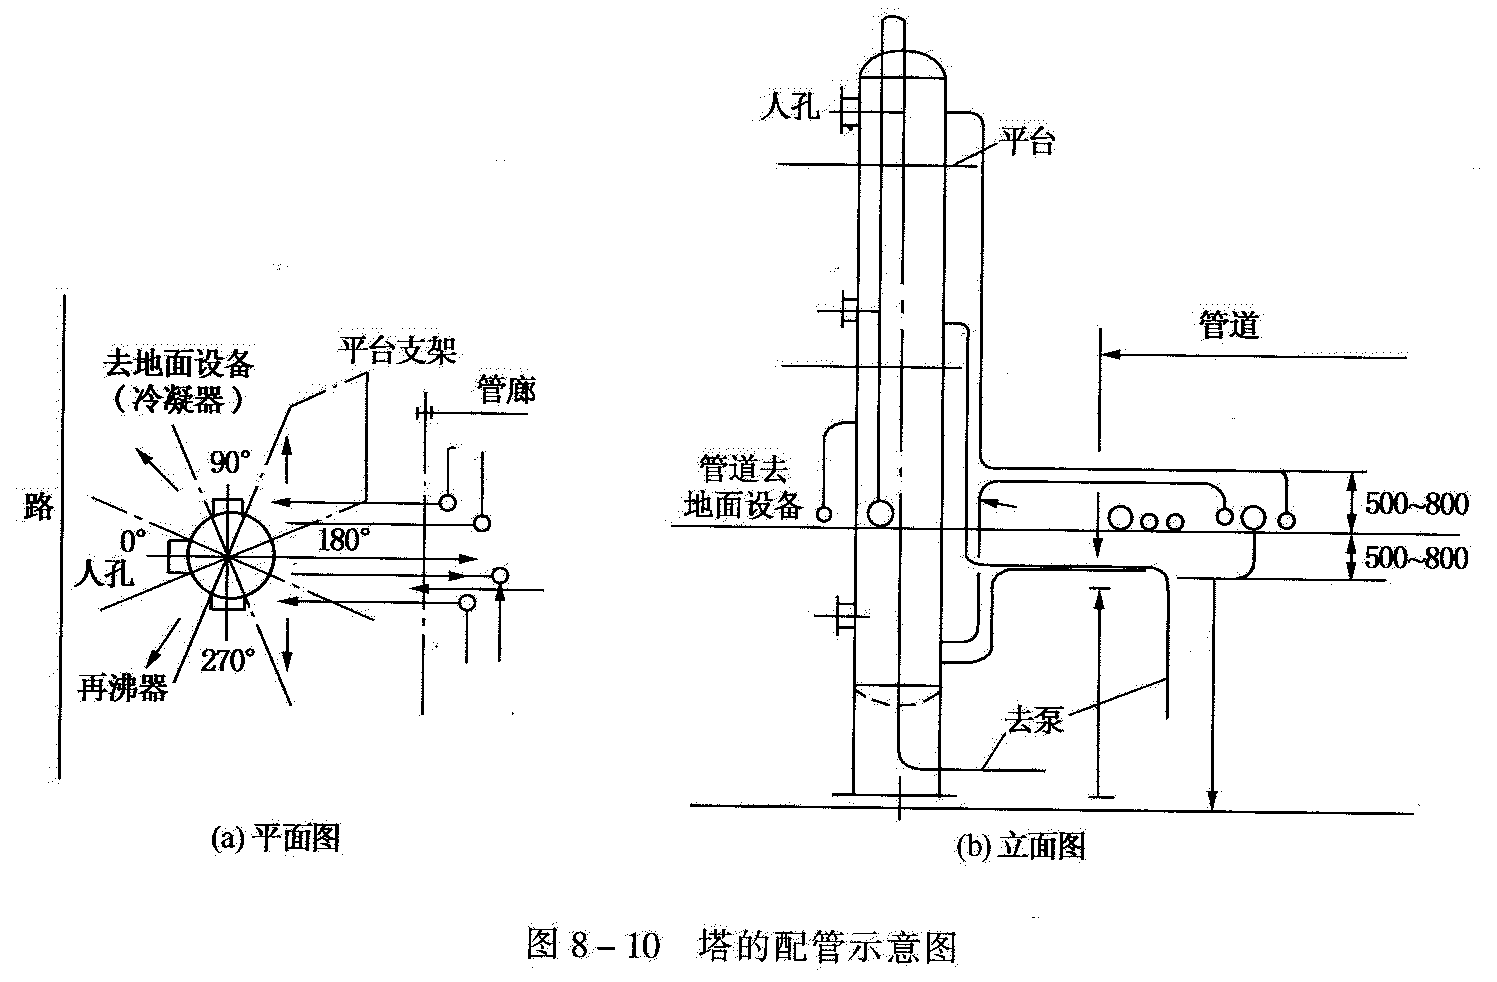 去地面设备
（冷凝器）
平台支架
管廊
路
90°
0°
180°
人孔
270°
再沸器
(a) 平面图
人孔
平台
管道
管道去
地面设备
500~800
500~800
去泵
(b) 立面图
图 8-10 塔的配管示意图